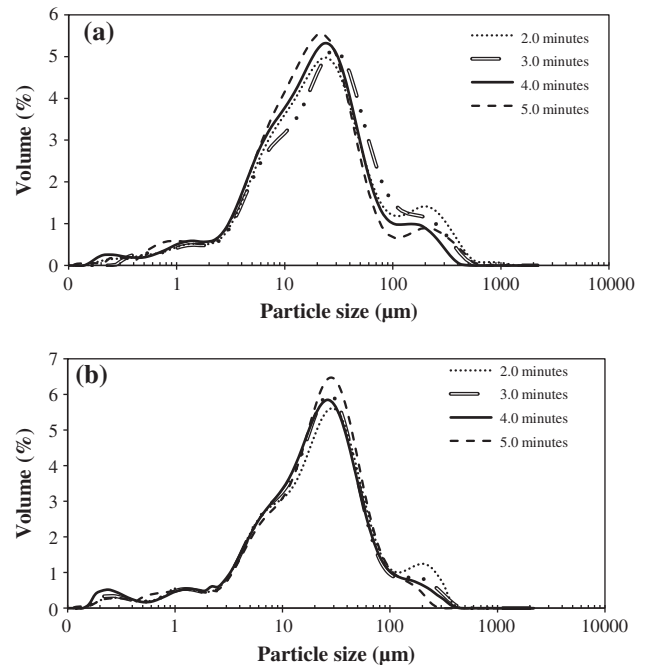 (a)
6
5
4
3
2
1
0
Volume (%)
2.0 minutes
3.0 minutes
4.0 minutes
5.0 minutes
0 1 10 100 1000 10000
Particle size (µm)
(b)
7
6
5
4
3
2
1
0
Volume (%)
2.0 minutes
3.0 minutes
4.0 minutes
5.0 minutes
0 1 10 100 1000 10000
Particle size (µm)